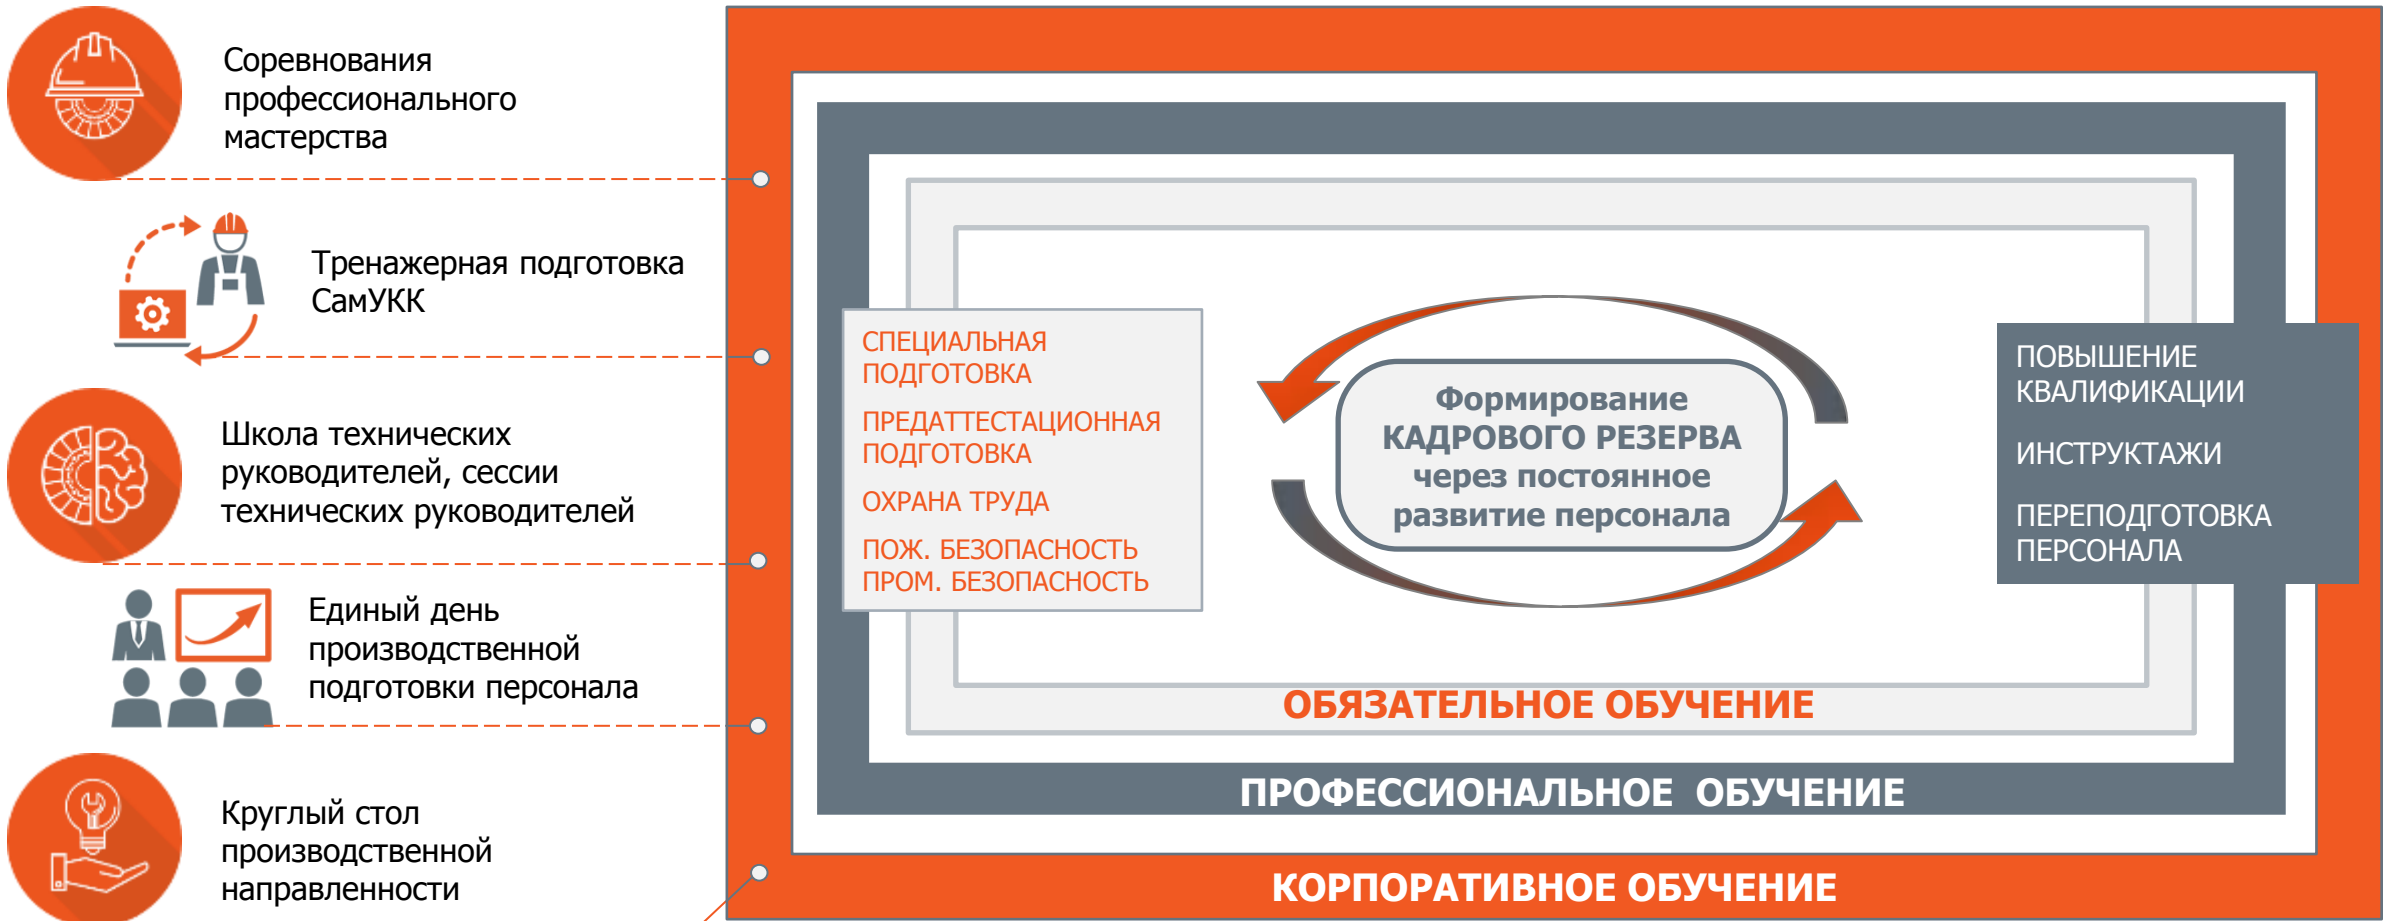 Соревнования
профессионального
мастерства
Тренажерная подготовка
СамУКК
Школа технических
руководителей, сессии
технических руководителей
Единый день
производственной
подготовки персонала
Круглый стол
производственной
направленности
СПЕЦИАЛЬНАЯ
ПОДГОТОВКА
ПРЕДАТТЕСТАЦИОННАЯ
ПОДГОТОВКА
ОХРАНА ТРУДА
ПОЖ. БЕЗОПАСНОСТЬ
ПРОМ. БЕЗОПАСНОСТЬ
Формирование
КАДРОВОГО РЕЗЕРВА
через постоянное
развитие персонала
ПОВЫШЕНИЕ
КВАЛИФИКАЦИИ
ИНСТРУКТАЖИ
ПЕРЕПОДГОТОВКА
ПЕРСОНАЛА
ОБЯЗАТЕЛЬНОЕ ОБУЧЕНИЕ
ПРОФЕССИОНАЛЬНОЕ  ОБУЧЕНИЕ
КОРПОРАТИВНОЕ ОБУЧЕНИЕ